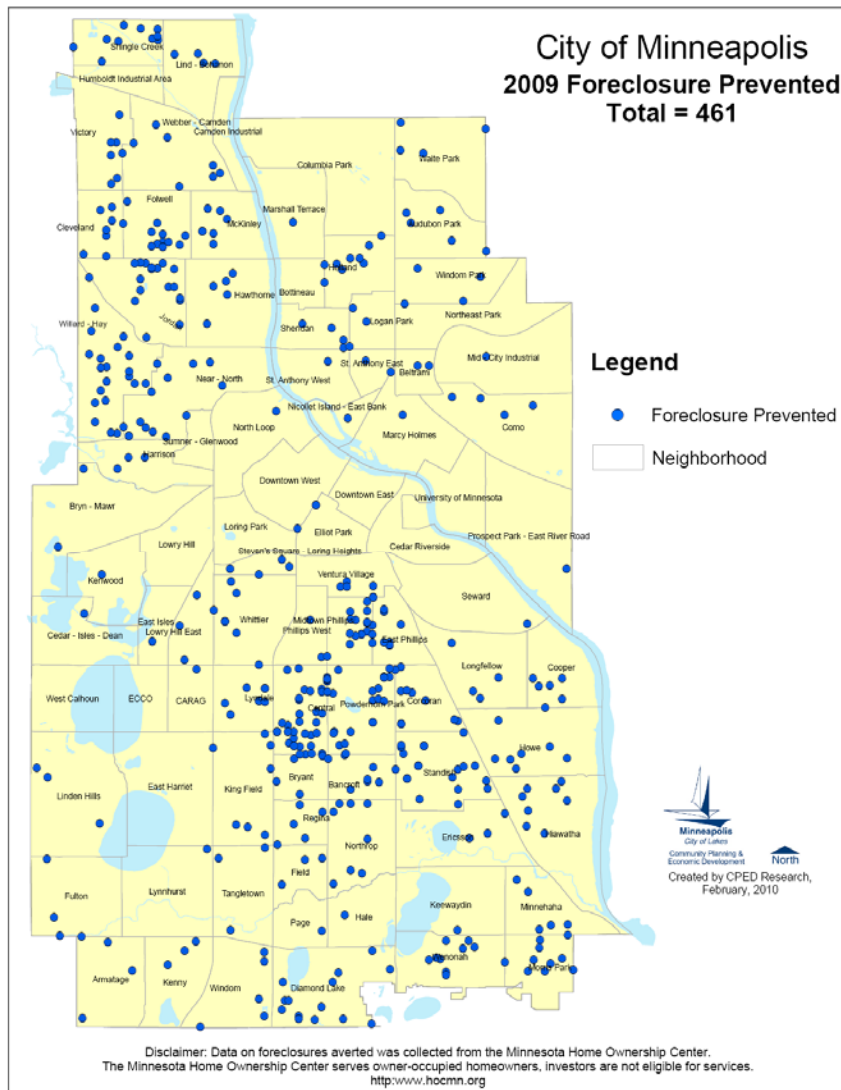 City of Minneapolis
2009 Foreclosure Prevented
Total = 461
Shingle Creek
Lind - Bohanon
Humboldt Industrial Area
Webber - Camden
Camden Industrial
Victory
Columbia Park
Waite Park
Folwell
Marshall Terrace
Cleveland
McKinley
Audubon Park
Holland
Windom Park
Hawthorne
Bottineau
Jordan
Northeast Park
Willard - Hay
Sheridan
Logan Park
Mid - City Industrial
St. Anthony East
Beltrami
Near - North
St. Anthony West
Nicollet Island - East Bank
North Loop
Marcy Holmes
Como
Sumner - Glenwood
Harrison
Downtown West
Downtown East
University of Minnesota
Bryn - Mawr
Loring Park
Elliot Park
Prospect Park - East River Road
Lowry Hill
Cedar Riverside
Steven's Square - Loring Heights
Kenwood
Ventura Village
Seward
East Isles
Whittier
Midtown Phillips
Cedar - Isles - Dean
Lowry Hill East
Phillips West
East Phillips
Longfellow
Cooper
West Calhoun
ECCO
CARAG
Lyndale
Central
Powderhorn Park
Corcoran
Howe
Linden Hills
East Harriet
King Field
Bryant
Bancroft
Standish
Regina
Northrop
Ericsson
Hiawatha
Field
Fulton
Lynnhurst
Tangletown
Keewaydin
Minnehaha
Page
Hale
Wenonah
Morris Park
Armatage
Kenny
Windom
Diamond Lake
Legend
Foreclosure Prevented
Neighborhood
Minneapolis
City of Lakes
Community Planning &
Economic Development
North
Created by CPED Research,
February, 2010
Disclaimer: Data on foreclosures averted was collected from the Minnesota Home Ownership Center.
The Minnesota Home Ownership Center serves owner-occupied homeowners, investors are not eligible for services.
http:www.hocmn.org